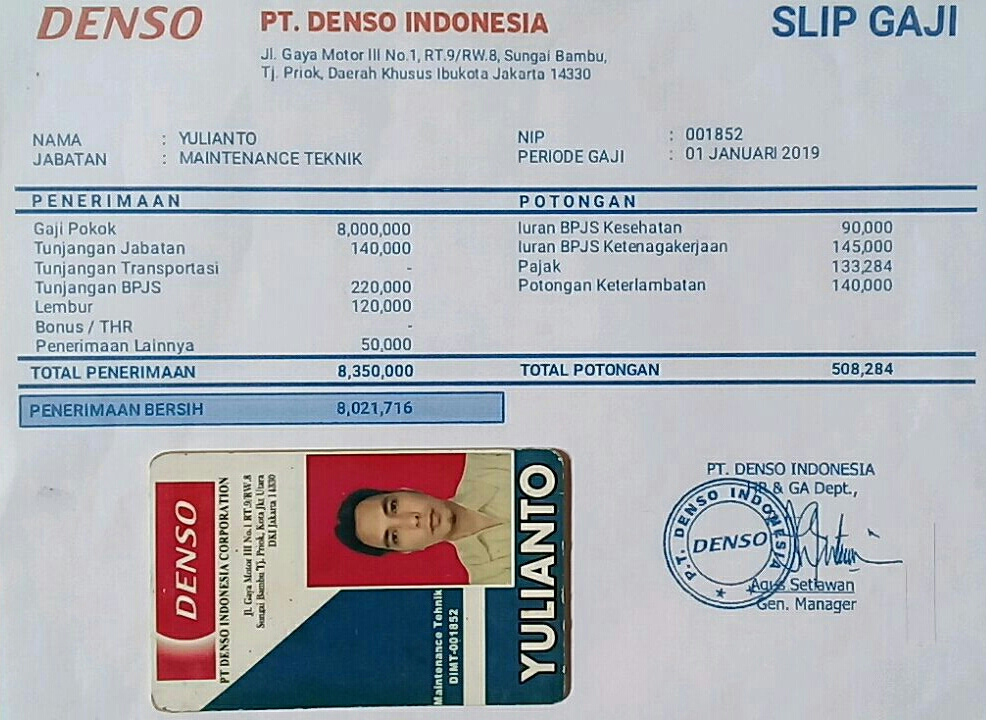 DENSO
PT. DENSO INDONESIA
SLIP GAJI
Jl. Gaya Motor III No.1, RT.9/RW.8, Sungai Bambu,
Tj. Priok, Daerah Khusus Ibukota Jakarta 14330
NAMA : YULIANTO
NIP : 001852
JABATAN : MAINTENANCE TEKNIK
PERIODE GAJI : 01 JANUARI 2019
PENERIMAAN
POTONGAN
Gaji Pokok 8,000,000
Iuran BPJS Kesehatan 90,000
Tunjangan Jabatan 140,000
Iuran BPJS Ketenagakerjaan 145,000
Tunjangan Transportasi -
Pajak 133,284
Tunjangan BPJS 220,000
Potongan Keterlambatan 140,000
Lembur 120,000
Bonus / THR -
Penerimaan Lainnya 50,000
TOTAL PENERIMAAN 8,350,000
TOTAL POTONGAN 508,284
PENERIMAAN BERSIH 8,021,716
DENSO
PT DENSO INDONESIA CORPORATION
Jl. Gaya Motor III No.1 RT.9/RW.8
Sungai Bambu Tj. Priok, Kota Jkt Utara
DKI Jakarta 14330
Maintenance Tehnik
DIMT-001852
YULIANTO
PT. DENSO INDONESIA
HR & GA Dept.,
P.T. DENSO INDONESIA
DENSO
Agus Setiawan
Gen. Manager